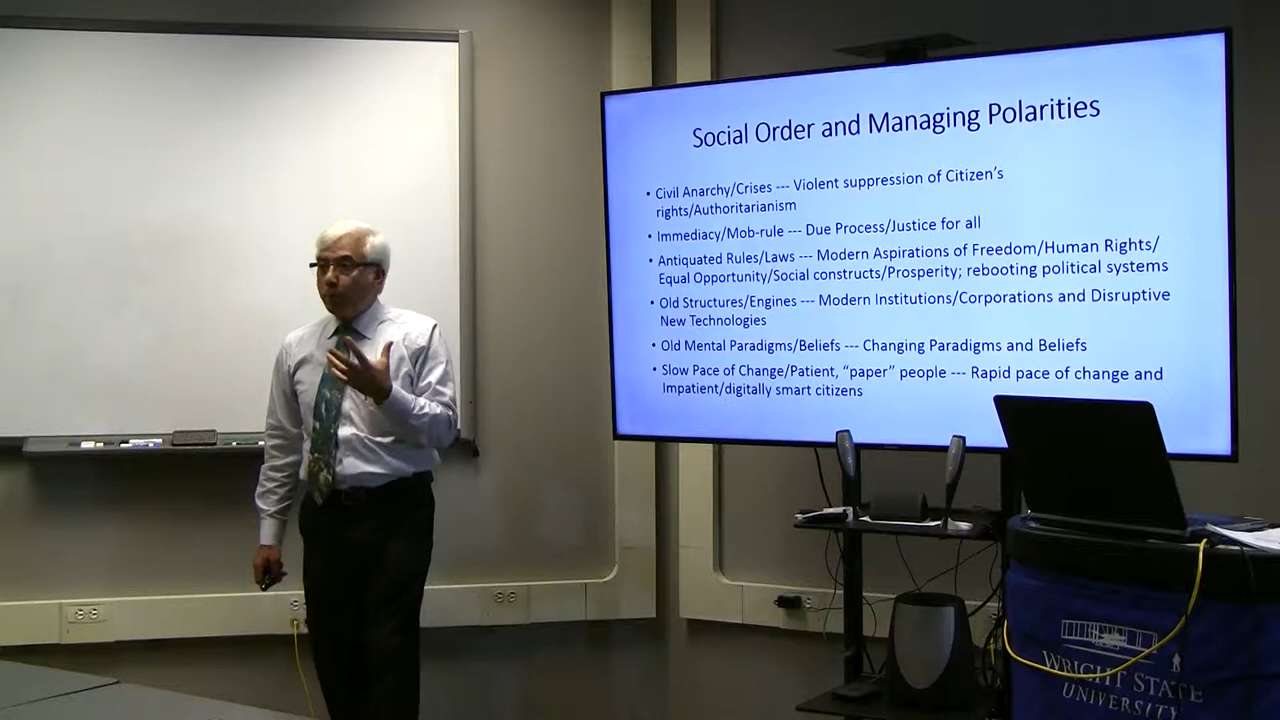 Social Order and Managing Polarities
• Civil Anarchy/Crises --- Violent suppression of Citizen's
rights/Authoritarianism
• Immediacy/Mob-rule --- Due Process/Justice for all
• Antiquated Rules/Laws --- Modern Aspirations of Freedom/Human Rights/
Equal Opportunity/Social constructs/Prosperity; rebooting political systems
• Old Structures/Engines --- Modern Institutions/Corporations and Disruptive
New Technologies
• Old Mental Paradigms/Beliefs --- Changing Paradigms and Beliefs
• Slow Pace of Change/Patient, "paper" people --- Rapid pace of change and
Impatient/digitally smart citizens
WRIGHT STATE
UNIVERSITY